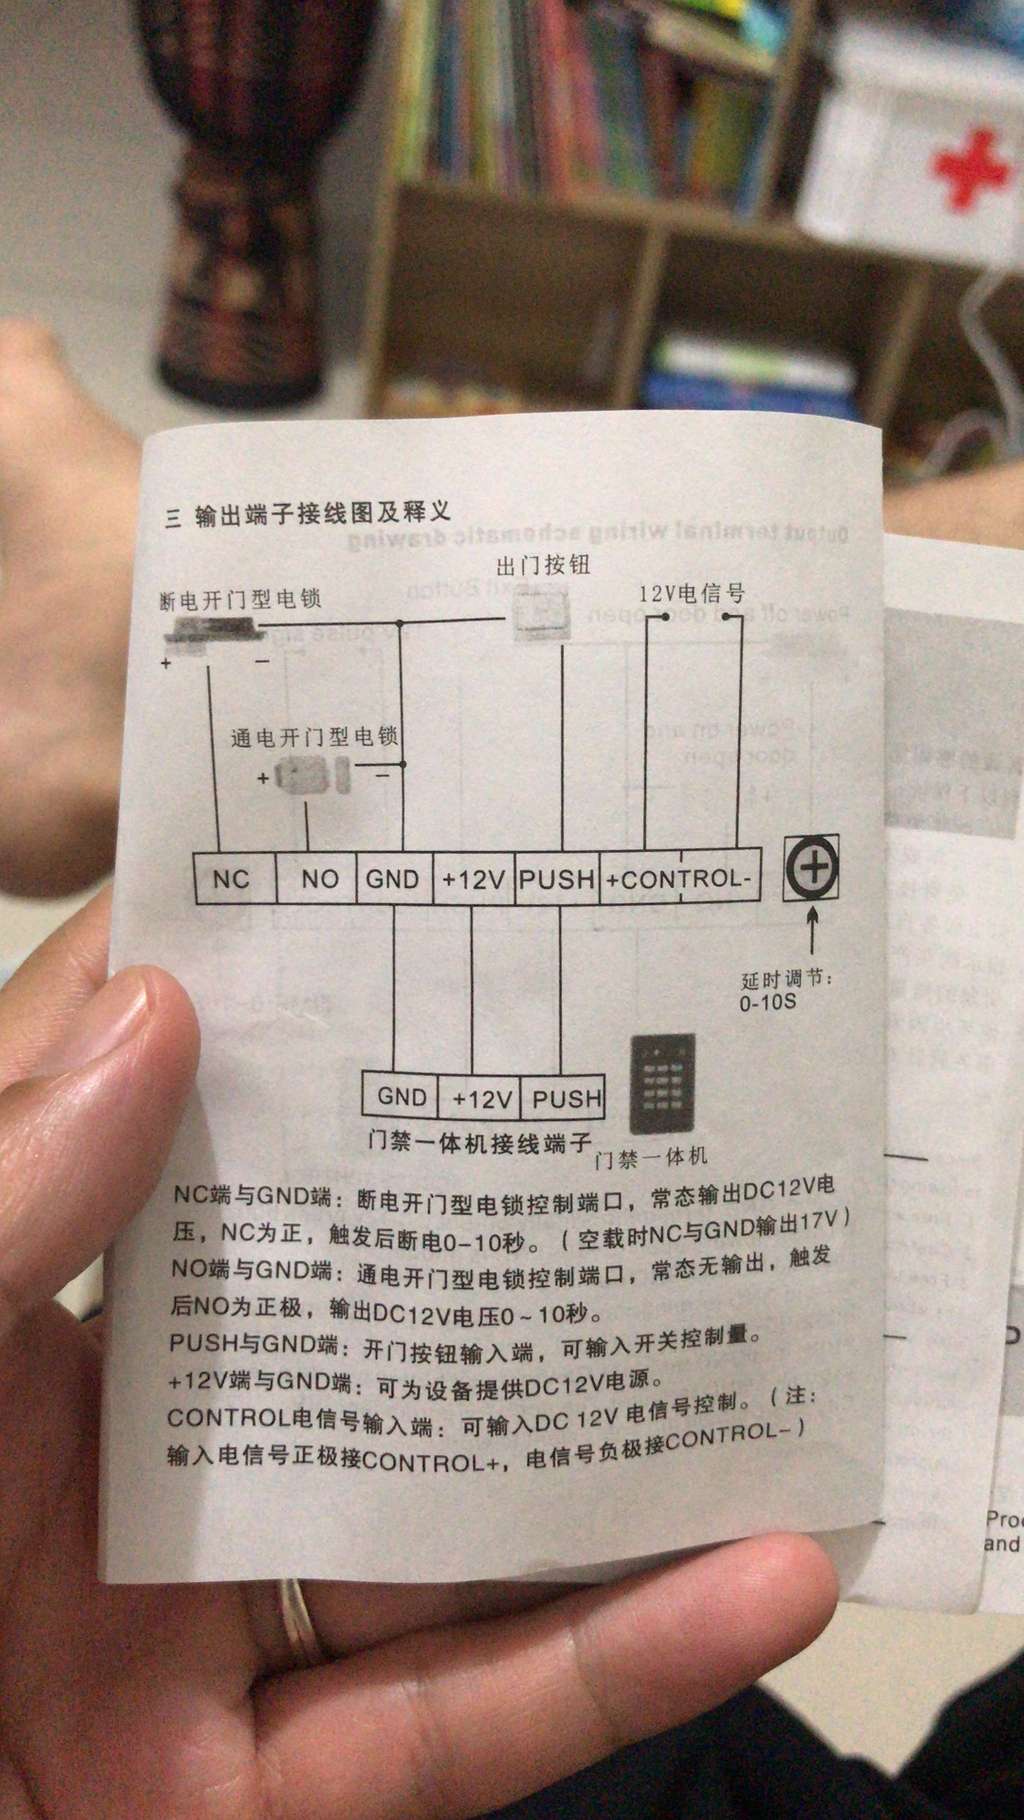 三 输出端子接线图及释义
出门按钮
断电开门型电锁
12V电信号
+ −
通电开门型电锁
+ −
NC NO GND +12V PUSH +CONTROL-
延时调节：
0-10S
GND +12V PUSH
门禁一体机接线端子
门禁一体机
NC端与GND端：断电开门型电锁控制端口，常态输出DC12V电
压，NC为正，触发后断电0−10秒。（空载时NC与GND输出17V）
NO端与GND端：通电开门型电锁控制端口，常态无输出，触发
后NO为正极，输出DC12V电压0~10秒。
PUSH与GND端：开门按钮输入端，可输入开关控制量。
+12V端与GND端：可为设备提供DC12V电源。
CONTROL电信号输入端：可输入DC 12V 电信号控制。（注：
输入电信号正极接CONTROL+，电信号负极接CONTROL−）
and